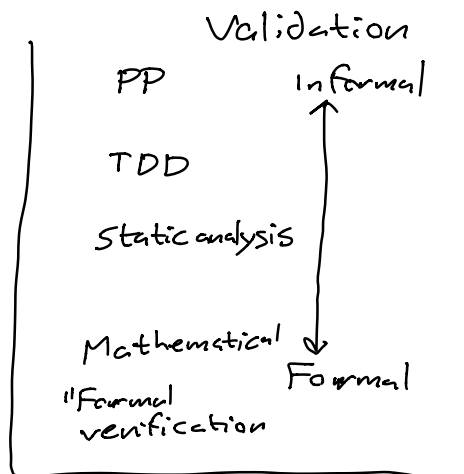 Validation
PP Informal
TDD
Static analysis
Mathematical
Formal
"Formal
verification